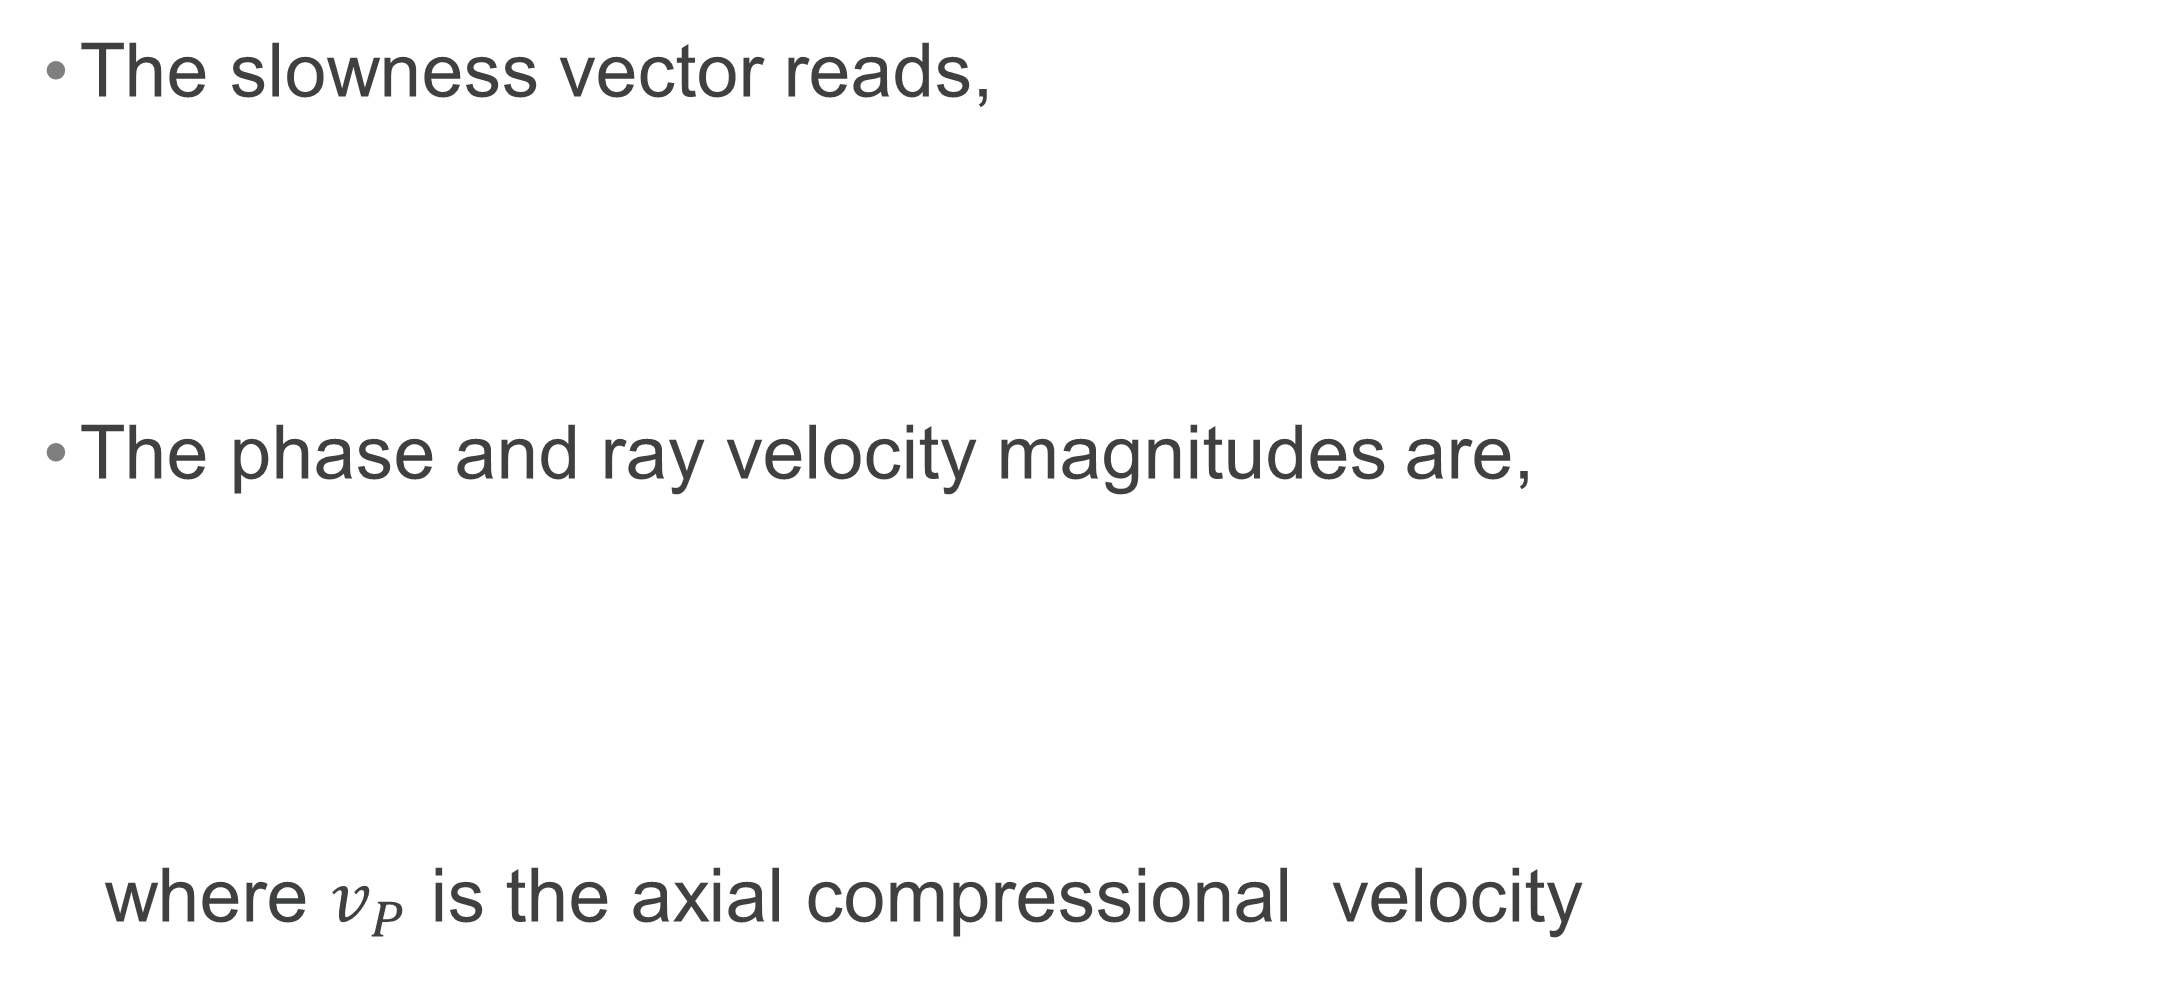 • The slowness vector reads,
• The phase and ray velocity magnitudes are,
where 𝑣𝑃 is the axial compressional  velocity